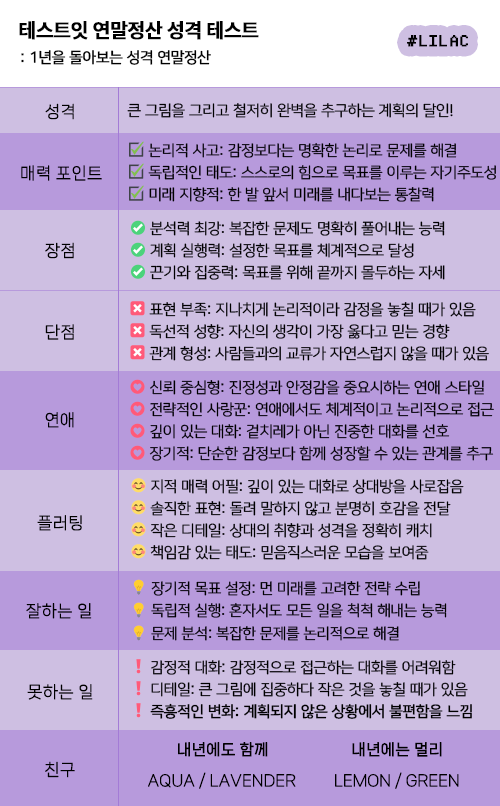 테스트잇 연말정산 성격 테스트
: 1년을 돌아보는 성격 연말정산
#LILAC
성격
큰 그림을 그리고 철저히 완벽을 추구하는 계획의 달인!
매력 포인트
논리적 사고: 감정보다는 명확한 논리로 문제를 해결
독립적인 태도: 스스로의 힘으로 목표를 이루는 자기주도성
미래 지향적: 한 발 앞서 미래를 내다보는 통찰력
장점
분석력 최강: 복잡한 문제도 명확히 풀어내는 능력
계획 실행력: 설정한 목표를 체계적으로 달성
끈기와 집중력: 목표를 위해 끝까지 몰두하는 자세
단점
표현 부족: 지나치게 논리적이라 감정을 놓칠 때가 있음
독선적 성향: 자신의 생각이 가장 옳다고 믿는 경향
관계 형성: 사람들과의 교류가 자연스럽지 않을 때가 있음
연애
신뢰 중심형: 진정성과 안정감을 중요시하는 연애 스타일
전략적인 사랑꾼: 연애에서도 체계적이고 논리적으로 접근
깊이 있는 대화: 겉치레가 아닌 진중한 대화를 선호
장기적: 단순한 감정보다 함께 성장할 수 있는 관계를 추구
플러팅
지적 매력 어필: 깊이 있는 대화로 상대방을 사로잡음
솔직한 표현: 돌려 말하지 않고 분명히 호감을 전달
작은 디테일: 상대의 취향과 성격을 정확히 캐치
책임감 있는 태도: 믿음직스러운 모습을 보여줌
잘하는 일
장기적 목표 설정: 먼 미래를 고려한 전략 수립
독립적 실행: 혼자서도 모든 일을 척척 해내는 능력
문제 분석: 복잡한 문제를 논리적으로 해결
못하는 일
감정적 대화: 감정적으로 접근하는 대화를 어려워함
디테일: 큰 그림에 집중하다 작은 것을 놓칠 때가 있음
즉흥적인 변화: 계획되지 않은 상황에서 불편함을 느낌
친구
내년에도 함께
AQUA / LAVENDER
내년에는 멀리
LEMON / GREEN